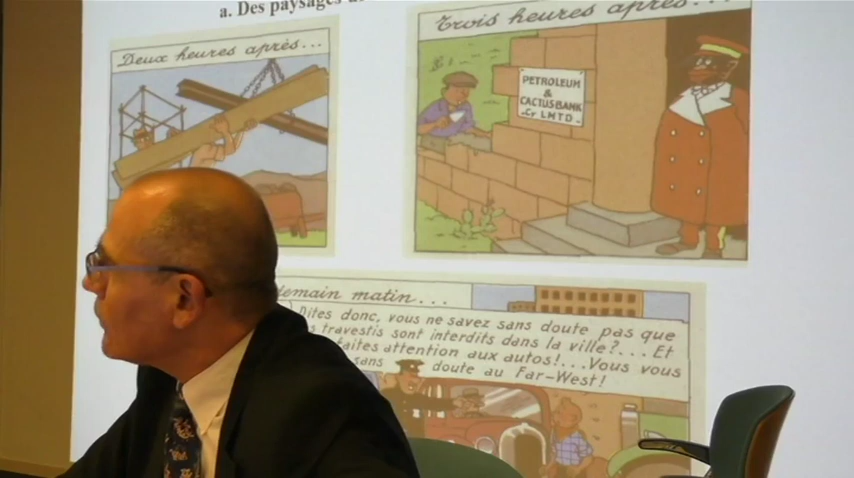 a. Des paysages
Deux heures après...
Trois heures après...
PETROLEUM
&
CACTUS BANK
-Cy LMTD-
demain matin...
Dites donc, vous ne savez sans doute pas que
travestis sont interdits dans la ville?... Et
faites attention aux autos!... Vous vous
sans doute au Far-West!